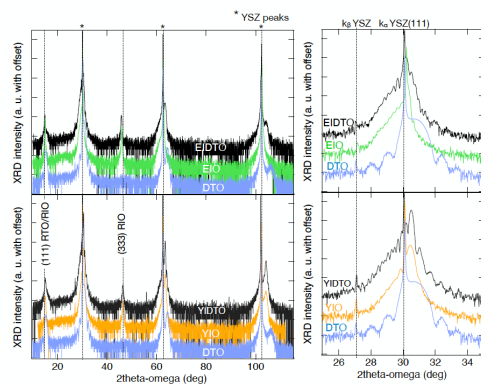 * YSZ peaks
kβ YSZ kα YSZ(111)
* * *
XRD intensity (a. u. with offset)
EIDTO
EIO
DTO
XRD intensity (a. u. with offset)
EIDTO
EIO
DTO
XRD intensity (a. u. with offset)
(111) RTO/RIO
(333) RIO
YIDTO
YIO
DTO
20 40 60 80 100
2theta-omega (deg)
XRD intensity (a. u. with offset)
YIDTO
YIO
DTO
26 28 30 32 34
2theta-omega (deg)